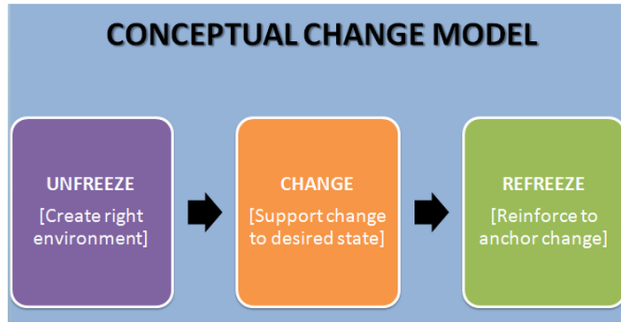 CONCEPTUAL CHANGE MODEL
UNFREEZE
[Create right
environment]
CHANGE
[Support change
to desired state]
REFREEZE
[Reinforce to
anchor change]